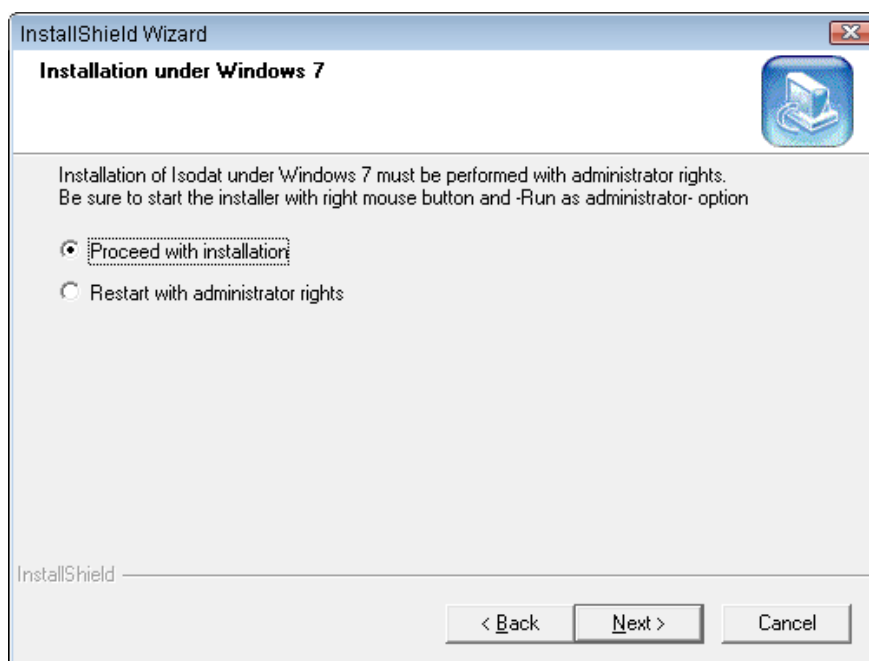 InstallShield Wizard
Installation under Windows 7
Installation of Isodat under Windows 7 must be performed with administrator rights.
Be sure to start the installer with right mouse button and -Run as administrator- option
Proceed with installation
Restart with administrator rights
InstallShield
< Back Next > Cancel